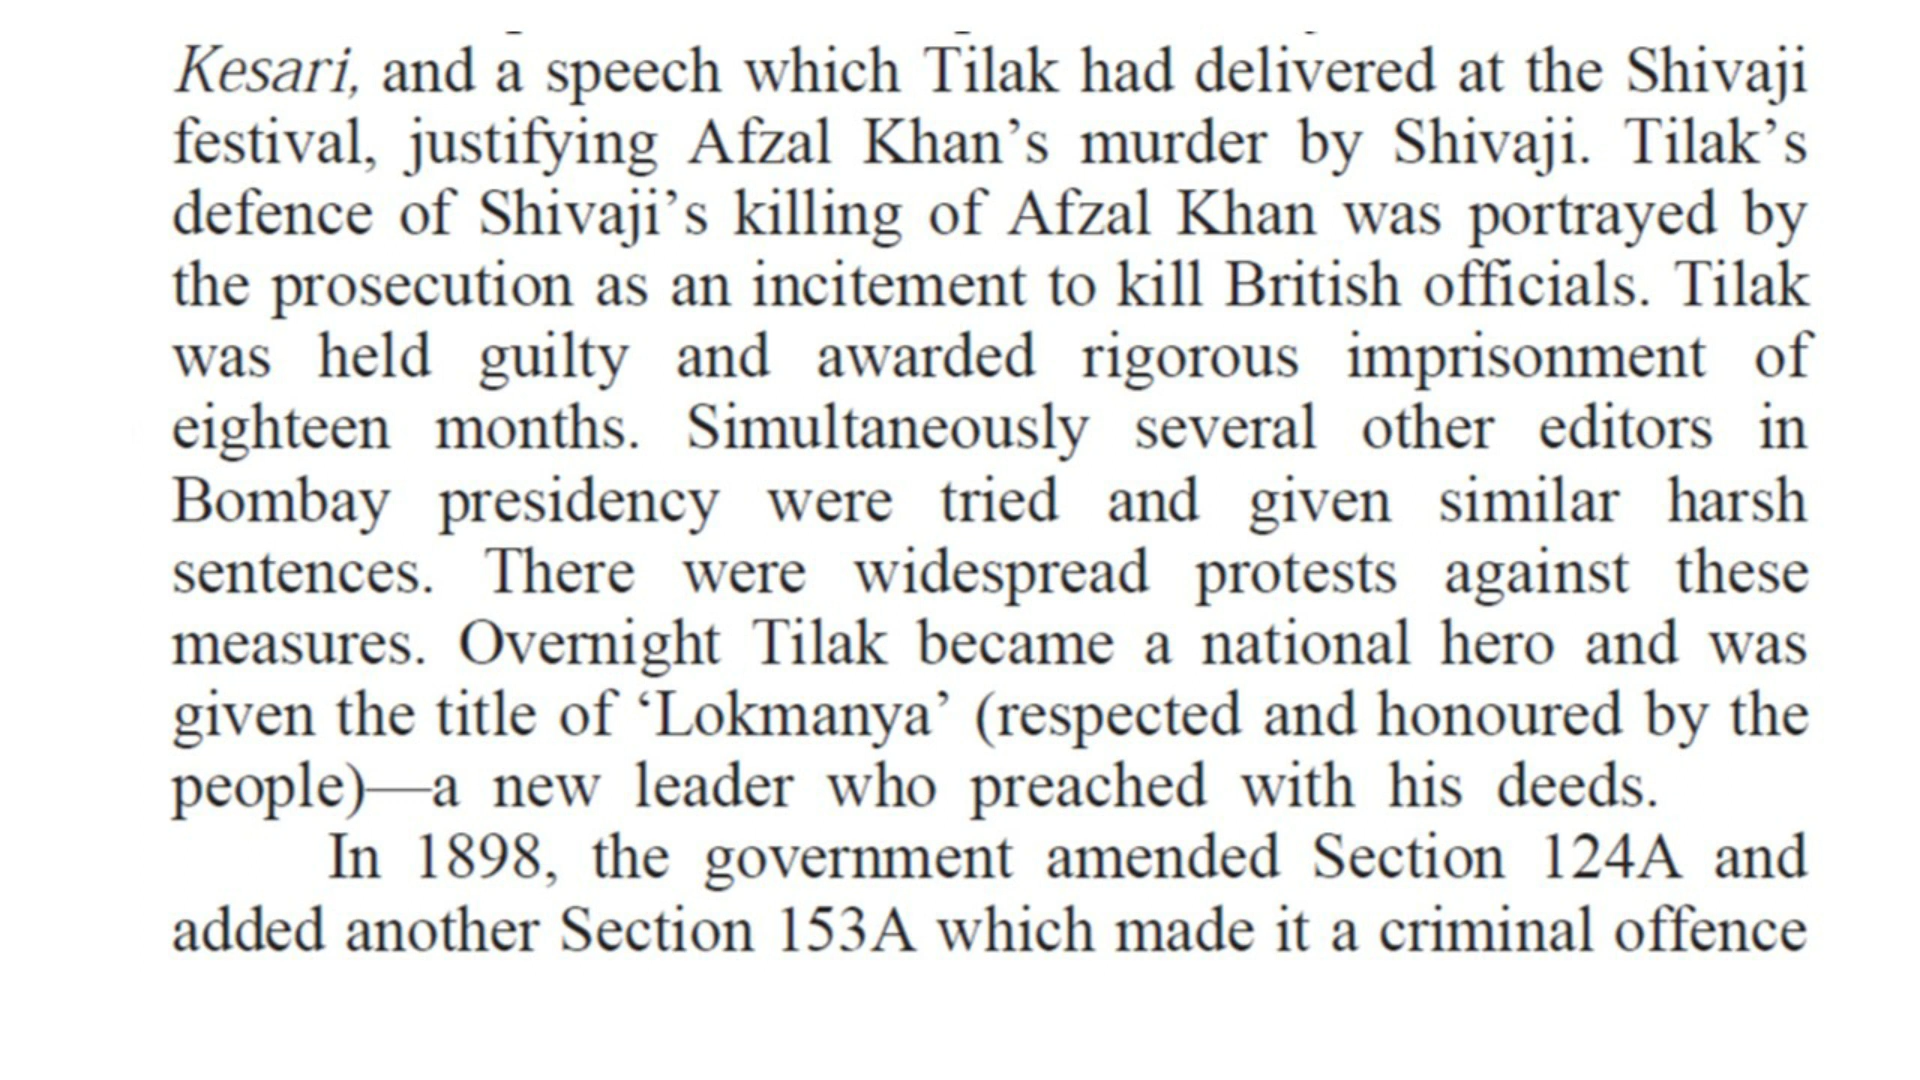 Kesari, and a speech which Tilak had delivered at the Shivaji
festival, justifying Afzal Khan’s murder by Shivaji. Tilak’s
defence of Shivaji’s killing of Afzal Khan was portrayed by
the prosecution as an incitement to kill British officials. Tilak
was held guilty and awarded rigorous imprisonment of
eighteen months. Simultaneously several other editors in
Bombay presidency were tried and given similar harsh
sentences. There were widespread protests against these
measures. Overnight Tilak became a national hero and was
given the title of ‘Lokmanya’ (respected and honoured by the
people)—a new leader who preached with his deeds.
In 1898, the government amended Section 124A and
added another Section 153A which made it a criminal offence